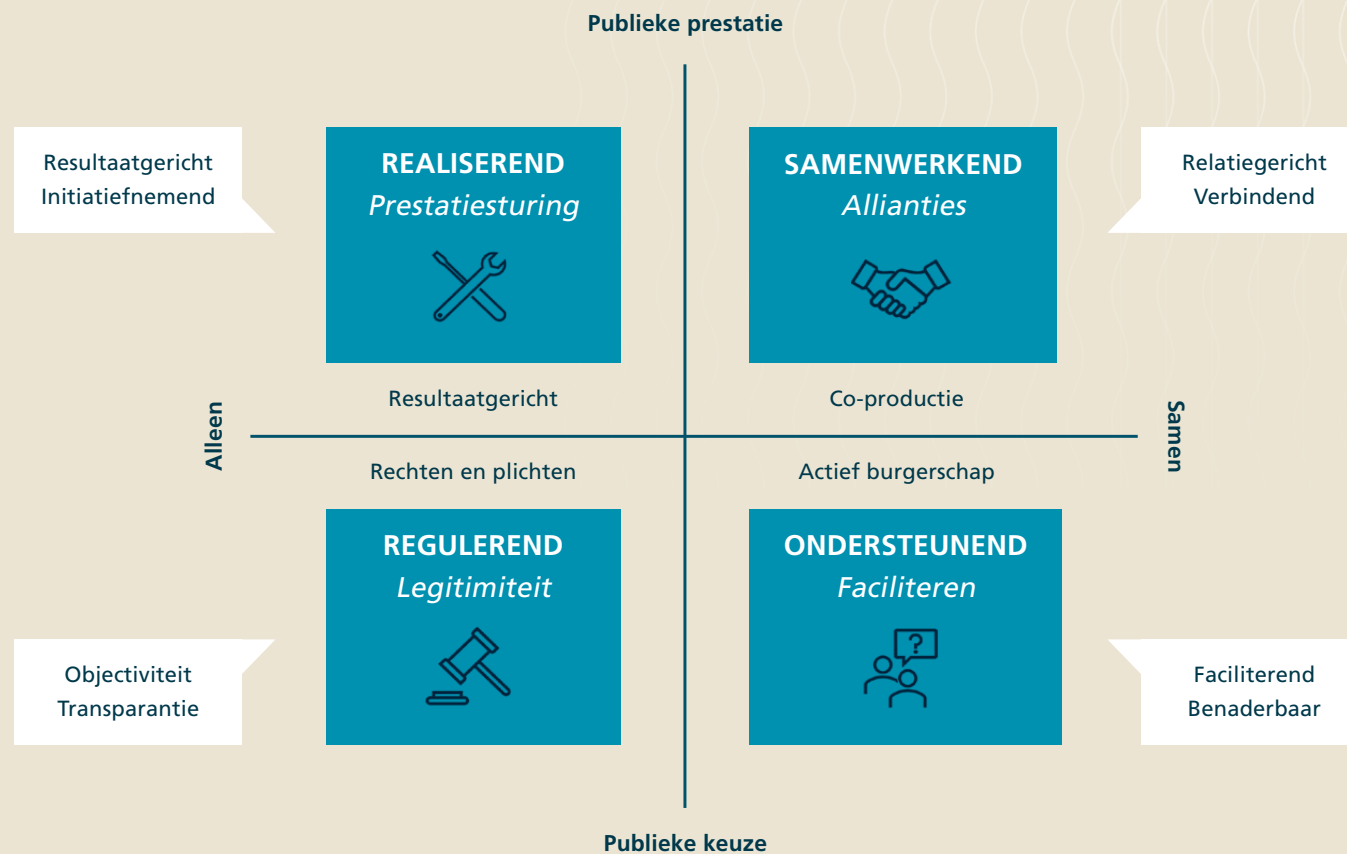 Publieke prestatie
Resultaatgericht
Initiatiefnemend
REALISEREND
Prestatiesturing
SAMENWERKEND
Allianties
Relatiegericht
Verbindend
Resultaatgericht
Co-productie
Alleen
Samen
Rechten en plichten
Actief burgerschap
REGULEREND
Legitimiteit
ONDERSTEUNEND
Faciliteren
?
Objectiviteit
Transparantie
Faciliterend
Benaderbaar
Publieke keuze